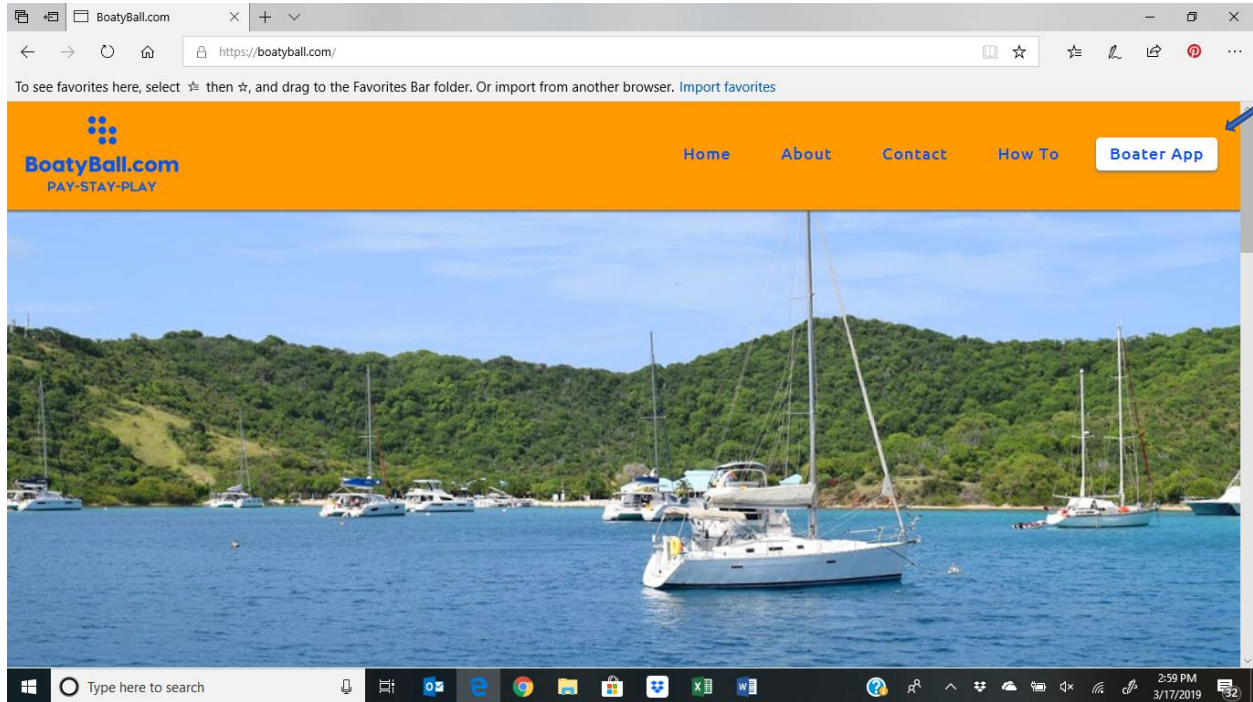 BoatyBall.com
https://boatyball.com/
To see favorites here, select then , and drag to the Favorites Bar folder. Or import from another browser. Import favorites
BoatyBall.com
PAY-STAY-PLAY
Home About Contact How To Boater App
Type here to search
2:59 PM
3/17/2019
32